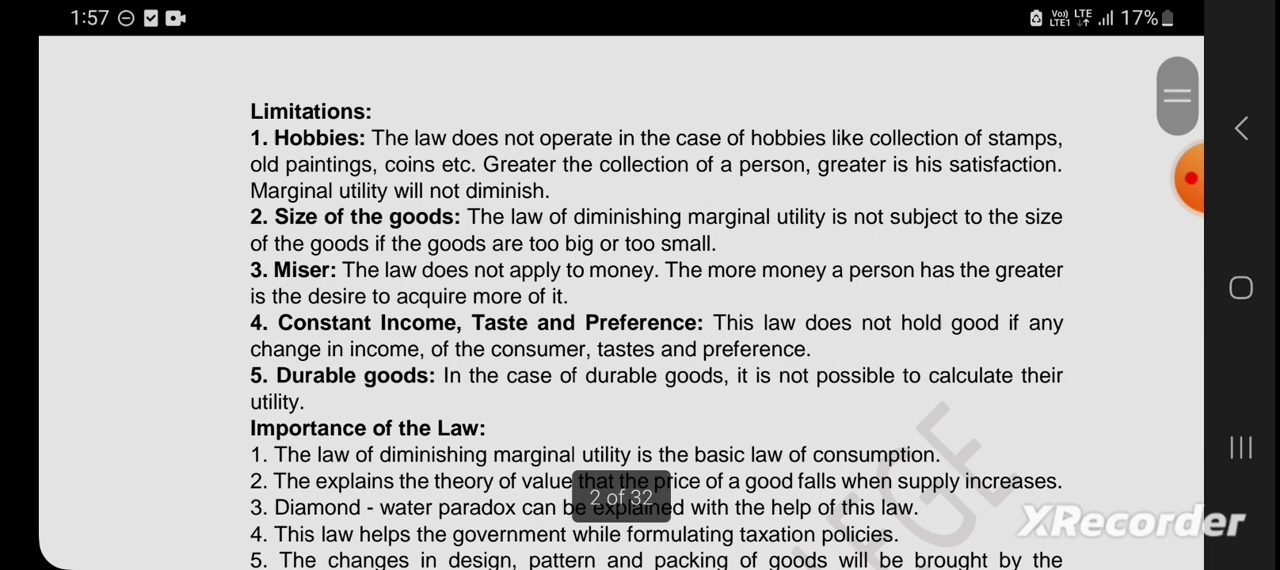 1:57
Vo)) LTE
LTE1
17%
Limitations:
1. Hobbies: The law does not operate in the case of hobbies like collection of stamps,
old paintings, coins etc. Greater the collection of a person, greater is his satisfaction.
Marginal utility will not diminish.
2. Size of the goods: The law of diminishing marginal utility is not subject to the size
of the goods if the goods are too big or too small.
3. Miser: The law does not apply to money. The more money a person has the greater
is the desire to acquire more of it.
4. Constant Income, Taste and Preference: This law does not hold good if any
change in income, of the consumer, tastes and preference.
5. Durable goods: In the case of durable goods, it is not possible to calculate their
utility.
Importance of the Law:
1. The law of diminishing marginal utility is the basic law of consumption.
2. The explains the theory of value that the price of a good falls when supply increases.
2 of 32
3. Diamond - water paradox can be explained with the help of this law.
4. This law helps the government while formulating taxation policies.
5. The changes in design, pattern and packing of goods will be brought by the
XRecorder